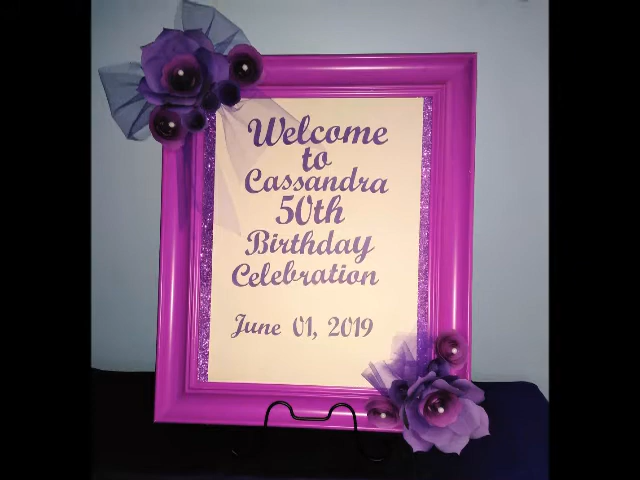 Welcome
to
Cassandra
50th
Birthday
Celebration
June 01, 2019